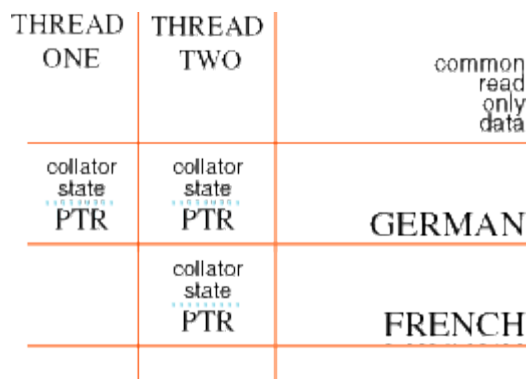 THREAD
ONE
THREAD
TWO
common
read
only
data
collator
state
PTR
collator
state
PTR
GERMAN
collator
state
PTR
FRENCH